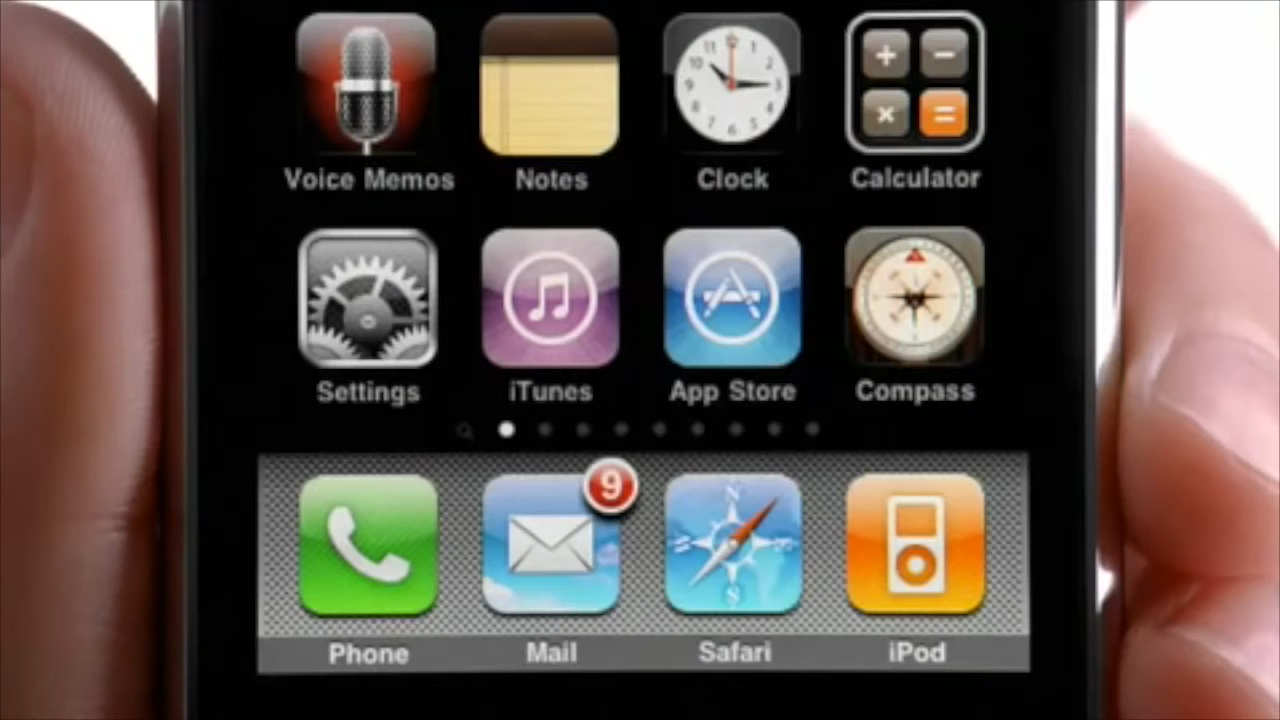 Voice Memos Notes Clock Calculator
Settings iTunes App Store Compass
9
Phone Mail Safari iPod